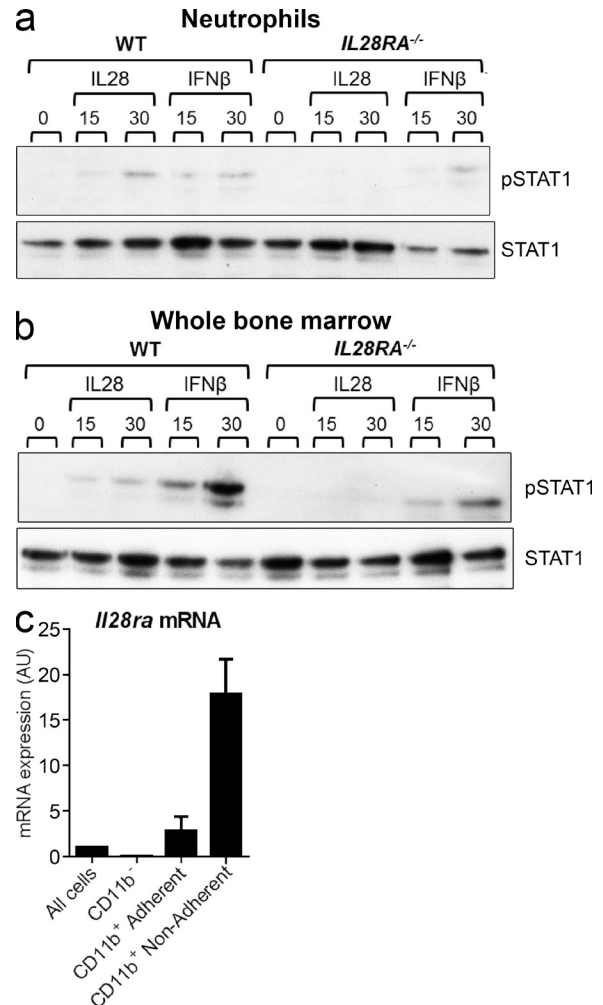 a
Neutrophils
WT IL28RA-/-
IL28 IFNβ IL28 IFNβ
0 15 30 15 30 0 15 30 15 30
pSTAT1
STAT1
b
Whole bone marrow
WT IL28RA-/-
IL28 IFNβ IL28 IFNβ
0 15 30 15 30 0 15 30 15 30
pSTAT1
STAT1
c
Il28ra mRNA
mRNA expression (AU)
25
20
15
10
5
0
All cells
CD11b-
CD11b+ Adherent
CD11b+ Non-Adherent